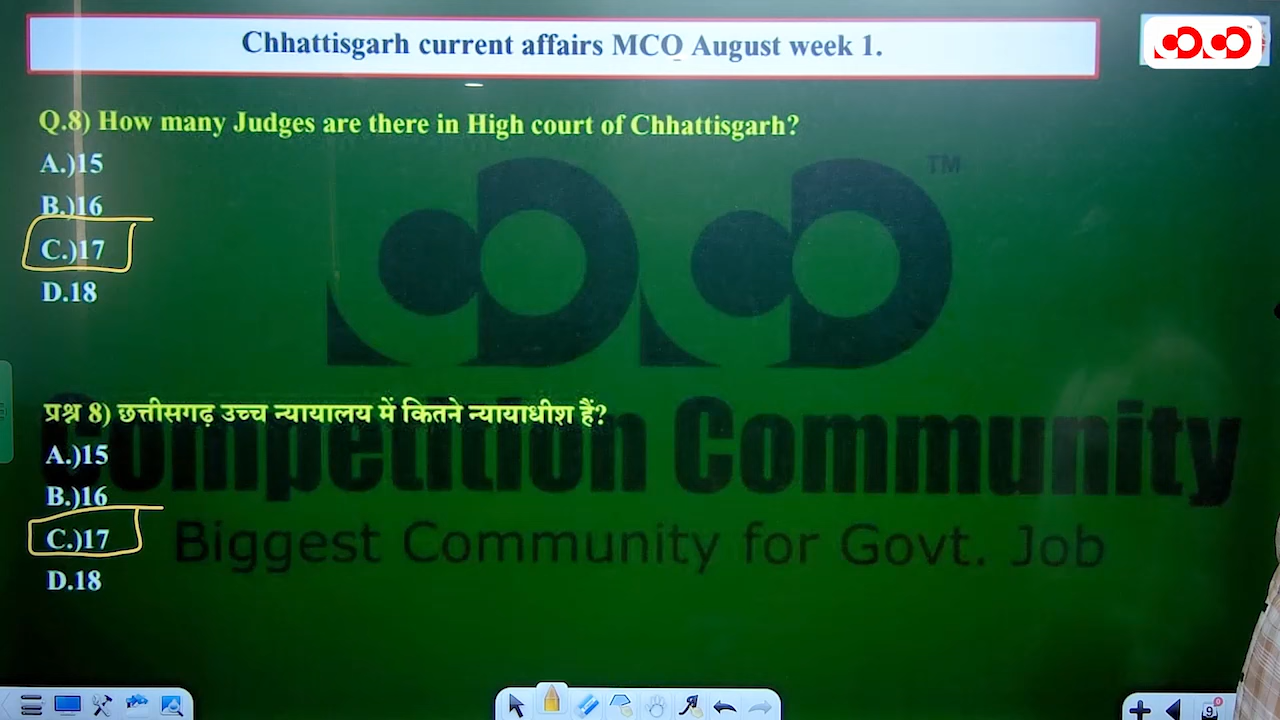 Chhattisgarh current affairs MCQ August week 1.
Q.8) How many Judges are there in High court of Chhattisgarh?
A.)15
B.)16
C.)17
D.18
TM
प्रश्न 8) छत्तीसगढ़ उच्च न्यायालय में कितने न्यायाधीश हैं?
Competition Community
A.)15
B.)16
C.)17
Biggest Community for Govt. Job
D.18
9